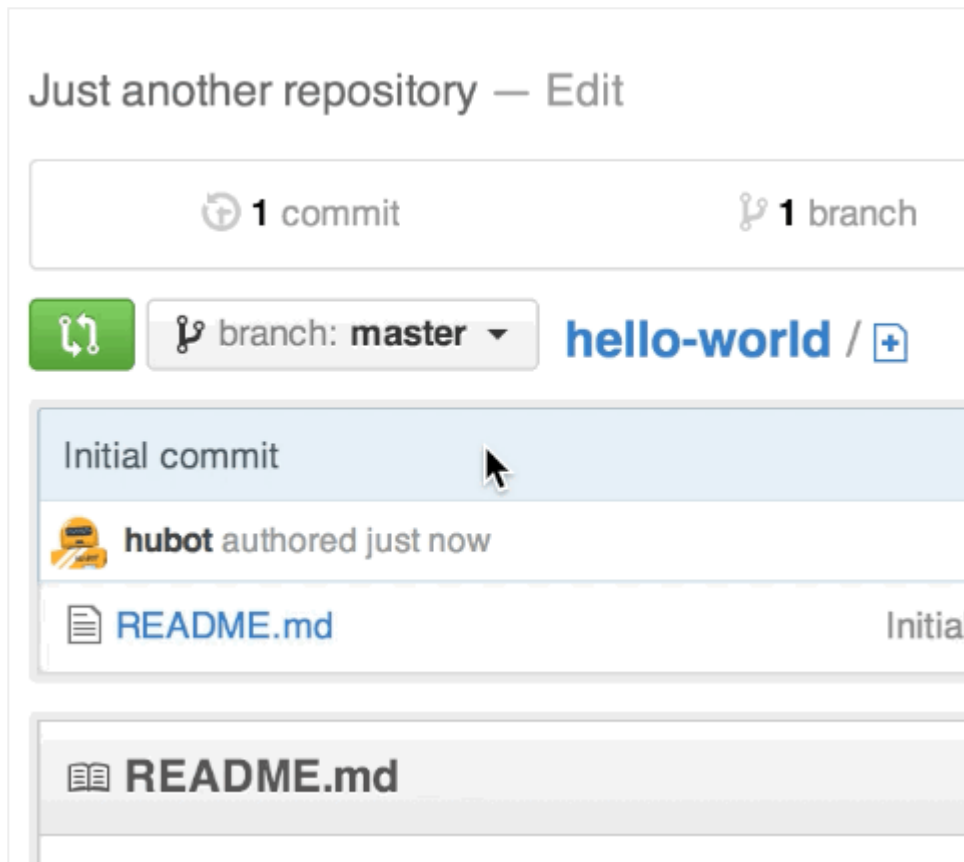 Just another repository — Edit
1 commit 1 branch
branch: master hello-world /
Initial commit
hubot authored just now
README.md
README.md